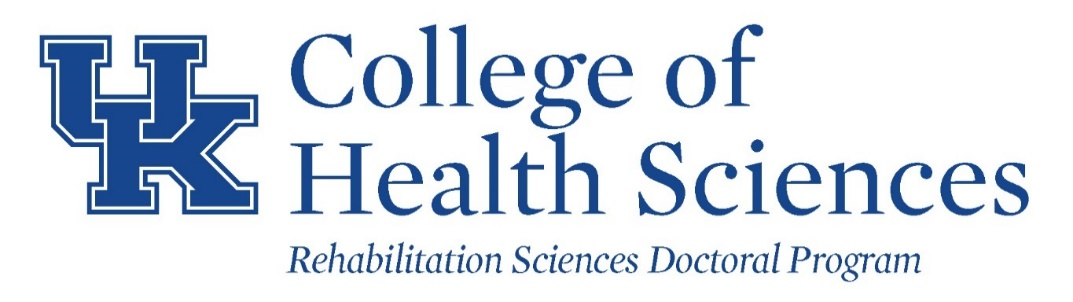 UK
College of
Health Sciences
Rehabilitation Sciences Doctoral Program